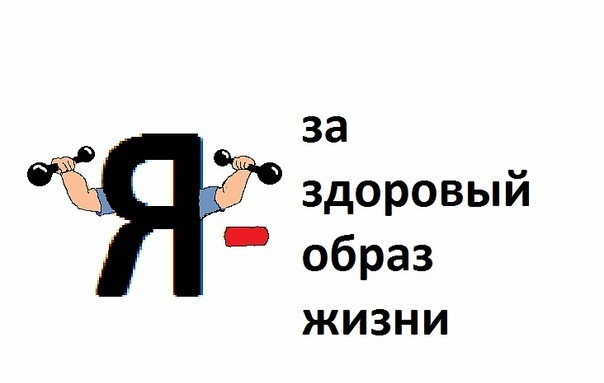 Я-
за
здоровый
образ
жизни